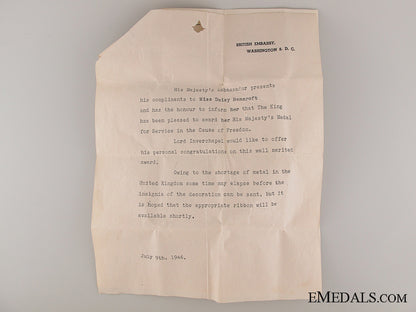 BRITISH EMBASSY,
WASHINGTON 8, D.C.
His Majesty's Ambassador presents
his compliments to Miss Daisy Bancroft
and has the honour to inform her that The King
has been pleased to award her His Majesty's Medal
for Service in the Cause of Freedom.
Lord Inverchapel would like to offer
his personal congratulations on this well merited
award.
Owing to the shortage of metal in the
United Kingdom some time may elapse before the
insignia of the decoration can be sent, but it
is hoped that the appropriate ribbon will be
available shortly.
July 9th, 1946.
EMEDALS.COM